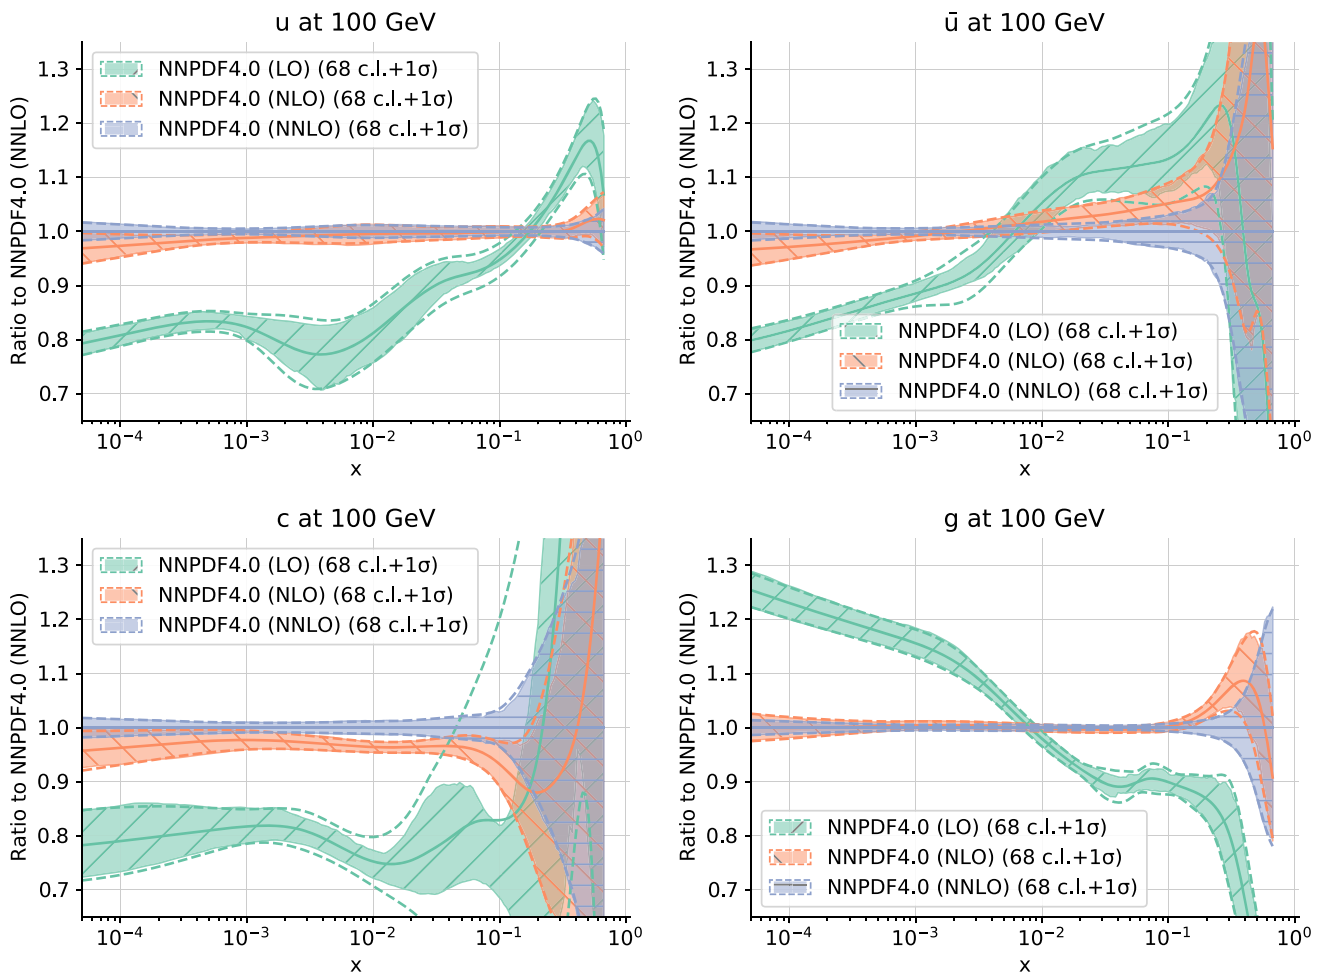 u at 100 GeV
Ratio to NNPDF4.0 (NNLO)
1.3
1.2
1.1
1.0
0.9
0.8
0.7
NNPDF4.0 (LO) (68 c.l.+1σ)
NNPDF4.0 (NLO) (68 c.l.+1σ)
NNPDF4.0 (NNLO) (68 c.l.+1σ)
10⁻⁴ 10⁻³ 10⁻² 10⁻¹ 10⁰
x
ū at 100 GeV
Ratio to NNPDF4.0 (NNLO)
1.3
1.2
1.1
1.0
0.9
0.8
0.7
NNPDF4.0 (LO) (68 c.l.+1σ)
NNPDF4.0 (NLO) (68 c.l.+1σ)
NNPDF4.0 (NNLO) (68 c.l.+1σ)
10⁻⁴ 10⁻³ 10⁻² 10⁻¹ 10⁰
x
c at 100 GeV
Ratio to NNPDF4.0 (NNLO)
1.3
1.2
1.1
1.0
0.9
0.8
0.7
NNPDF4.0 (LO) (68 c.l.+1σ)
NNPDF4.0 (NLO) (68 c.l.+1σ)
NNPDF4.0 (NNLO) (68 c.l.+1σ)
10⁻⁴ 10⁻³ 10⁻² 10⁻¹ 10⁰
x
g at 100 GeV
Ratio to NNPDF4.0 (NNLO)
1.3
1.2
1.1
1.0
0.9
0.8
0.7
NNPDF4.0 (LO) (68 c.l.+1σ)
NNPDF4.0 (NLO) (68 c.l.+1σ)
NNPDF4.0 (NNLO) (68 c.l.+1σ)
10⁻⁴ 10⁻³ 10⁻² 10⁻¹ 10⁰
x